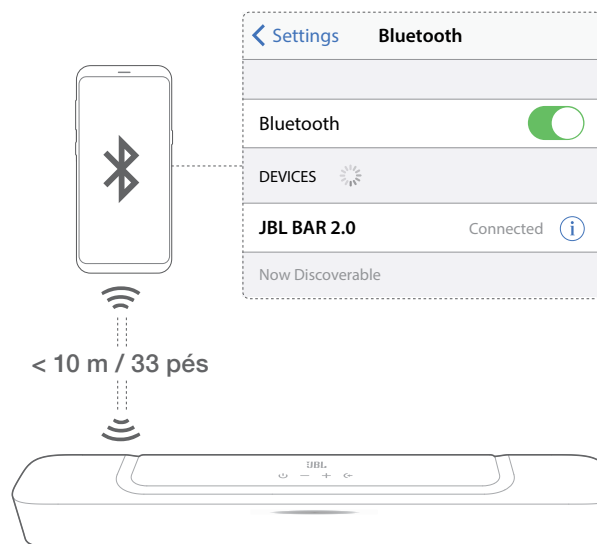 Settings Bluetooth
Bluetooth
DEVICES
JBL BAR 2.0 Connected i
Now Discoverable
< 10 m / 33 pés
JBL